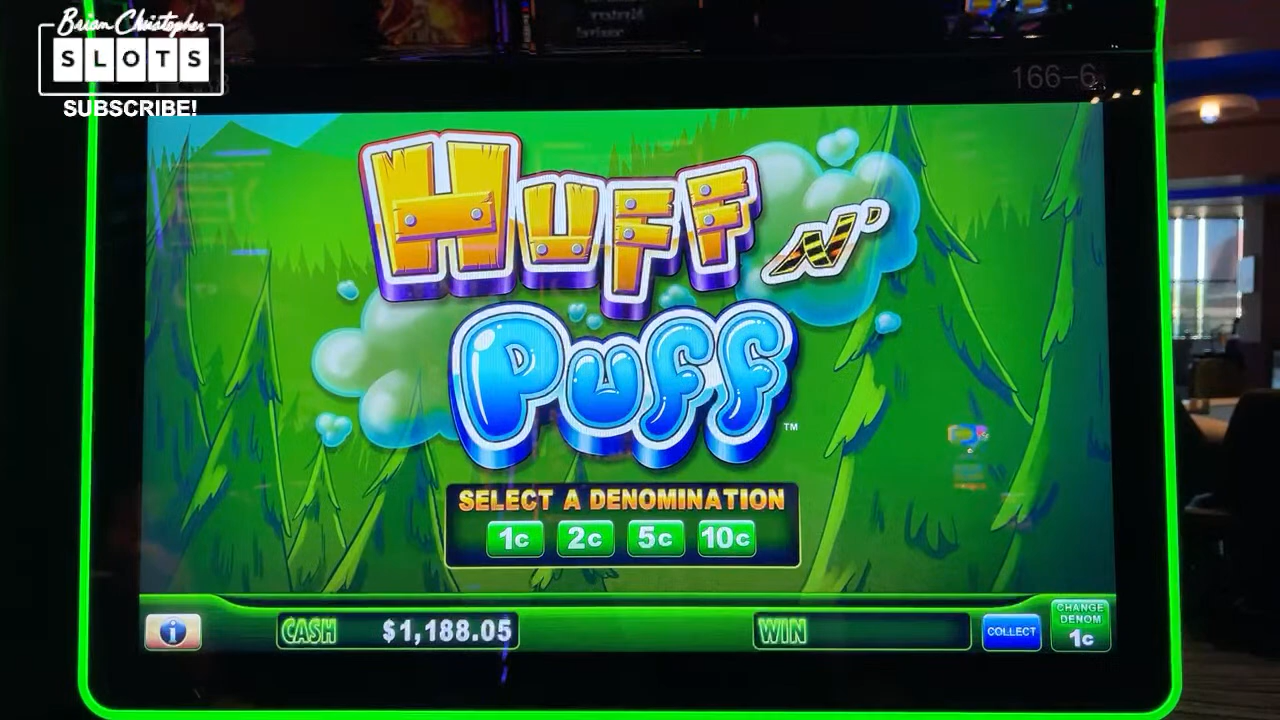 Brian Christopher
SLOTS
SUBSCRIBE!
166-6
HUFF N'
PUFF
TM
SELECT A DENOMINATION
1c 2c 5c 10c
i CASH $1,188.05 WIN COLLECT
CHANGE
DENOM
1c